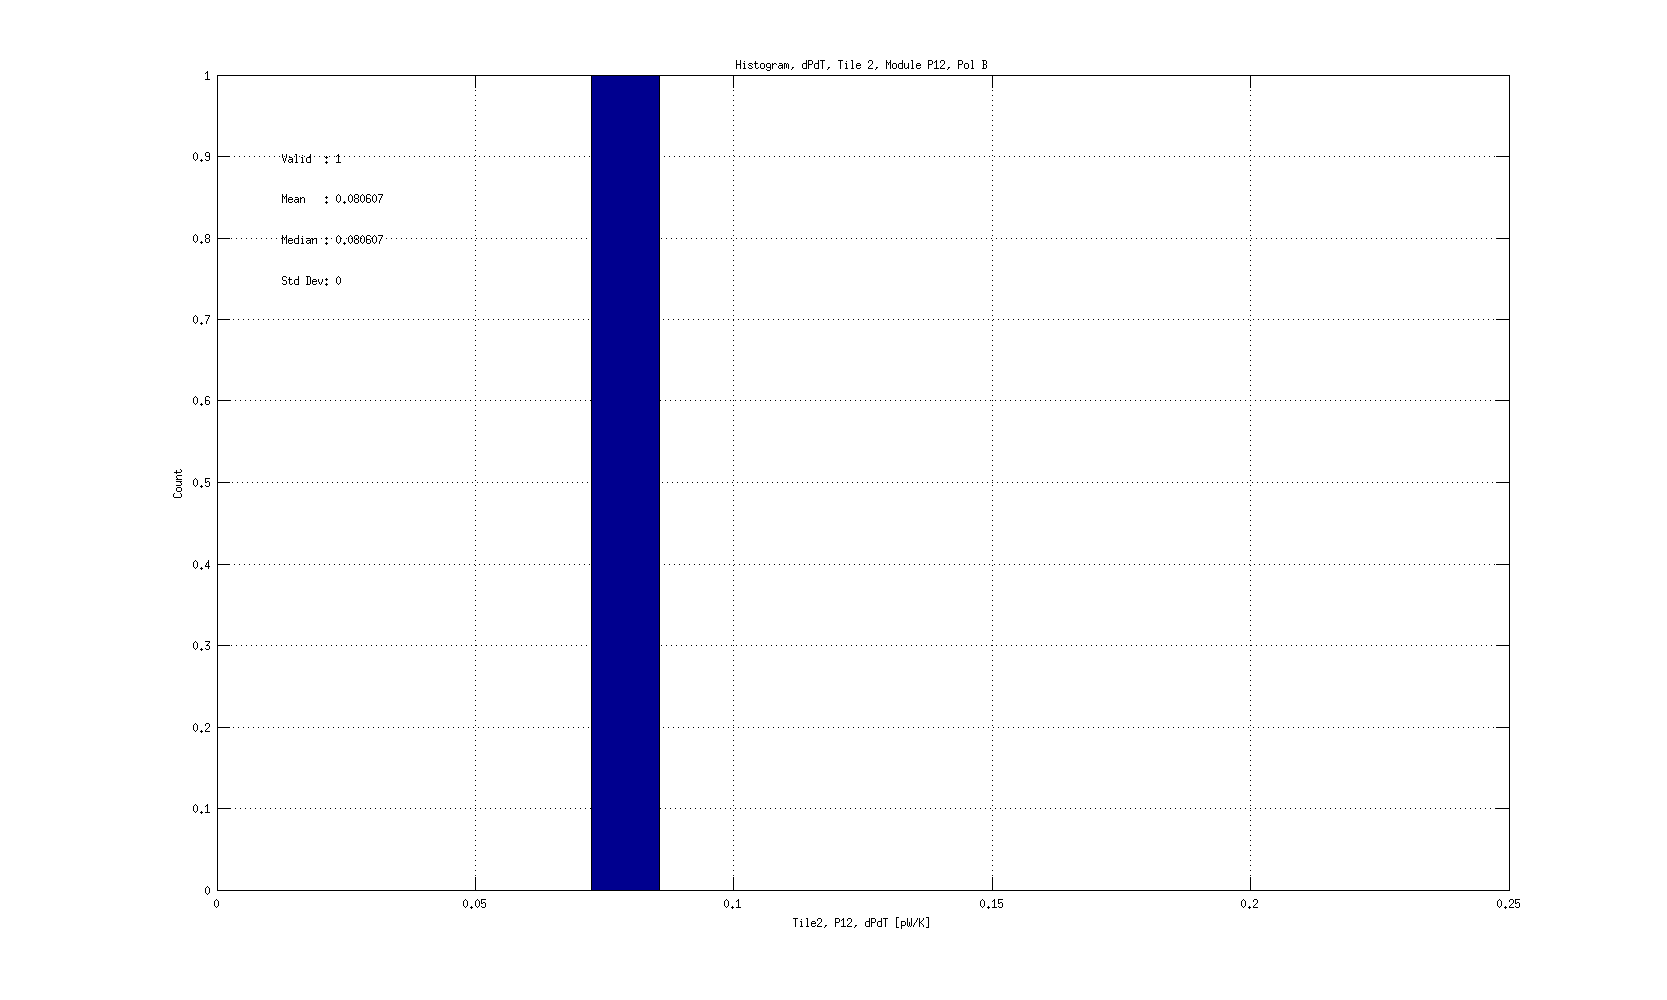 Histogram, dPdT, Tile 2, Module P12, Pol B
1
0.9
Valid : 1
Mean : 0.080607
0.8
Median : 0.080607
Std Dev: 0
0.7
0.6
0.5
Count
0.4
0.3
0.2
0.1
0
0 0.05 0.1 0.15 0.2 0.25
Tile2, P12, dPdT [pW/K]